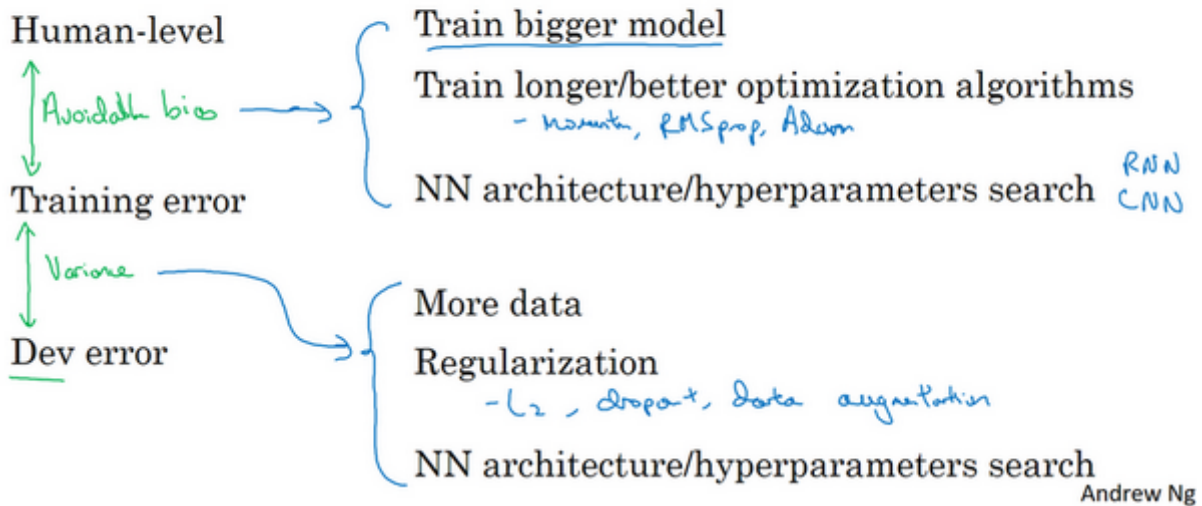 Human-level
Avoidable bias
Training error
Variance
Dev error
Train bigger model
Train longer/better optimization algorithms
- momentum, RMSprop, Adam
NN architecture/hyperparameters search
RNN
CNN
More data
Regularization
- L2, dropout, data augmentation
NN architecture/hyperparameters search
Andrew Ng